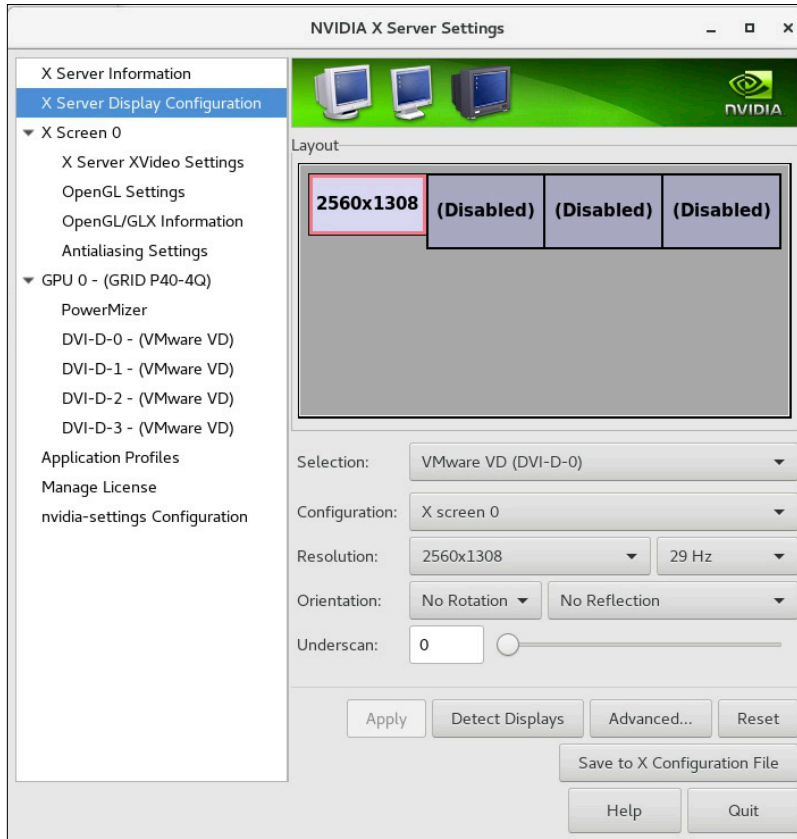 NVIDIA X Server Settings
X Server Information
X Server Display Configuration
X Screen 0
X Server XVideo Settings
OpenGL Settings
OpenGL/GLX Information
Antialiasing Settings
GPU 0 - (GRID P40-4Q)
PowerMizer
DVI-D-0 - (VMware VD)
DVI-D-1 - (VMware VD)
DVI-D-2 - (VMware VD)
DVI-D-3 - (VMware VD)
Application Profiles
Manage License
nvidia-settings Configuration
NVIDIA
Layout
2560x1308 (Disabled) (Disabled) (Disabled)
Selection: VMware VD (DVI-D-0)
Configuration: X screen 0
Resolution: 2560x1308 29 Hz
Orientation: No Rotation No Reflection
Underscan: 0
Apply Detect Displays Advanced... Reset
Save to X Configuration File
Help Quit